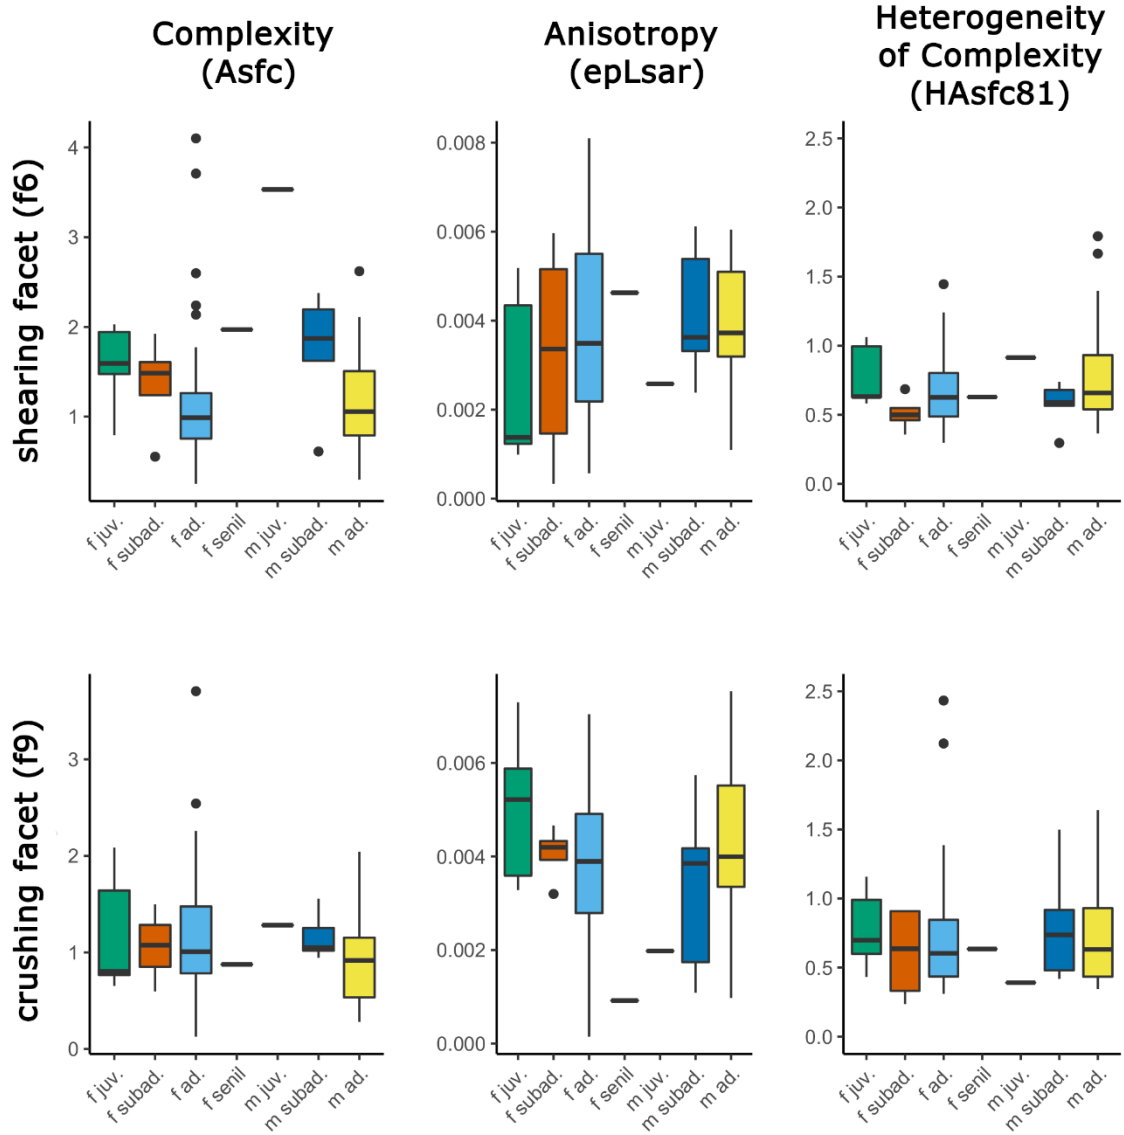 Complexity
(Asfc)
Anisotropy
(epLsar)
Heterogeneity
of Complexity
(HAsfc81)
shearing facet (f6)
4
3
2
1
f juv.
f subad.
f ad.
f senil
m juv.
m subad.
m ad.
0.008
0.006
0.004
0.002
0.000
f juv.
f subad.
f ad.
f senil
m juv.
m subad.
m ad.
2.5
2.0
1.5
1.0
0.5
0.0
f juv.
f subad.
f ad.
f senil
m juv.
m subad.
m ad.
crushing facet (f9)
3
2
1
0
f juv.
f subad.
f ad.
f senil
m juv.
m subad.
m ad.
0.006
0.004
0.002
0.000
f juv.
f subad.
f ad.
f senil
m juv.
m subad.
m ad.
2.5
2.0
1.5
1.0
0.5
0.0
f juv.
f subad.
f ad.
f senil
m juv.
m subad.
m ad.